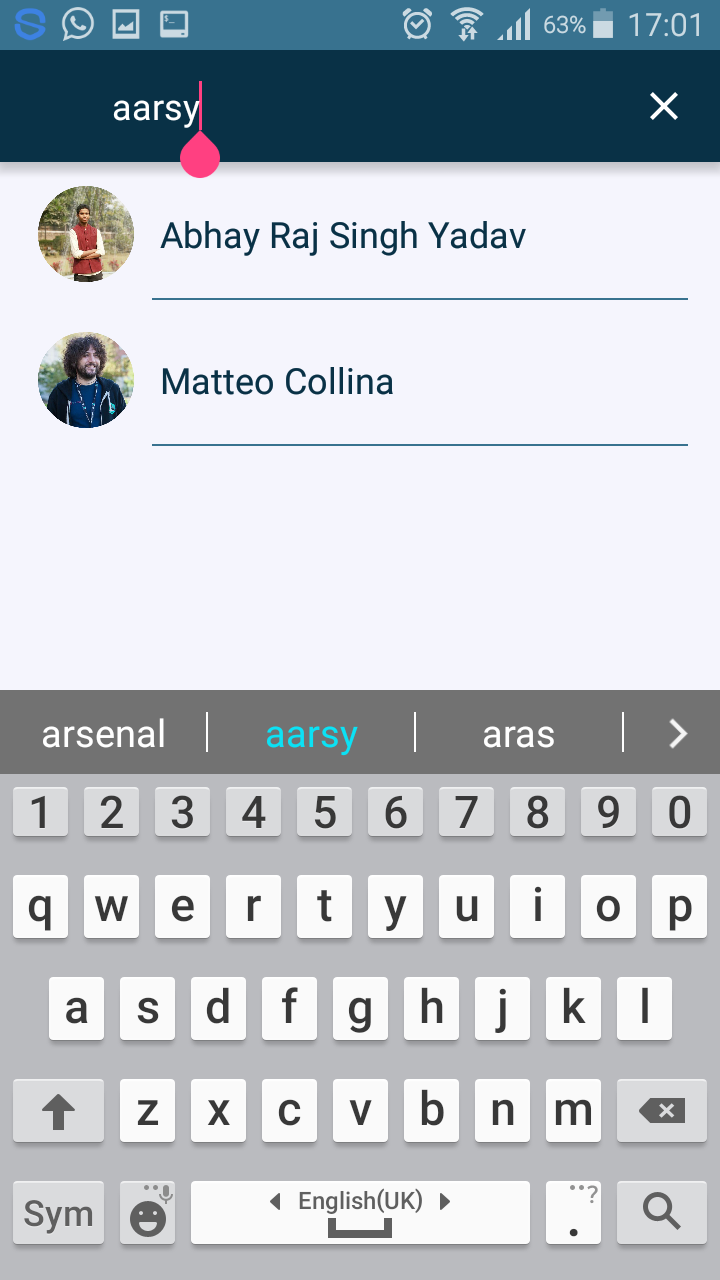 63% 17:01
aarsy
Abhay Raj Singh Yadav
Matteo Collina
arsenal aarsy aras
1 2 3 4 5 6 7 8 9 0
q w e r t y u i o p
a s d f g h j k l
z x c v b n m
Sym English(UK) . ?